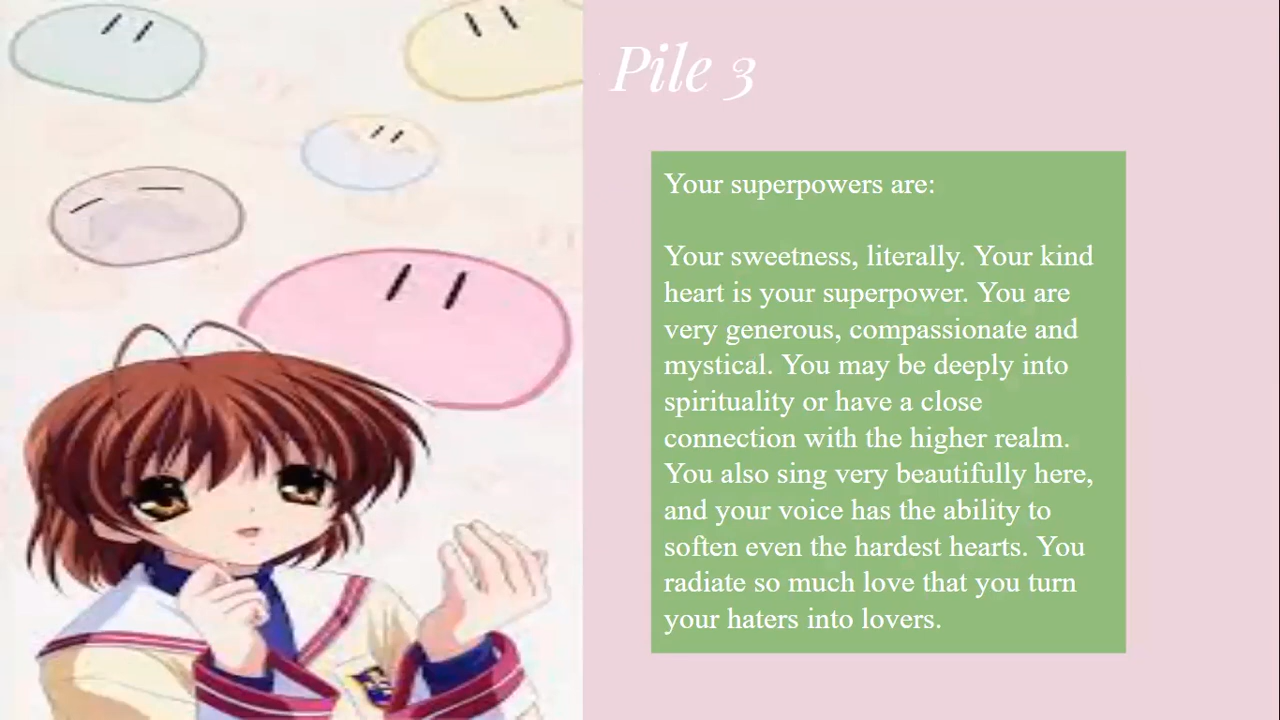 Pile 3
Your superpowers are:
Your sweetness, literally. Your kind
heart is your superpower. You are
very generous, compassionate and
mystical. You may be deeply into
spirituality or have a close
connection with the higher realm.
You also sing very beautifully here,
and your voice has the ability to
soften even the hardest hearts. You
radiate so much love that you turn
your haters into lovers.